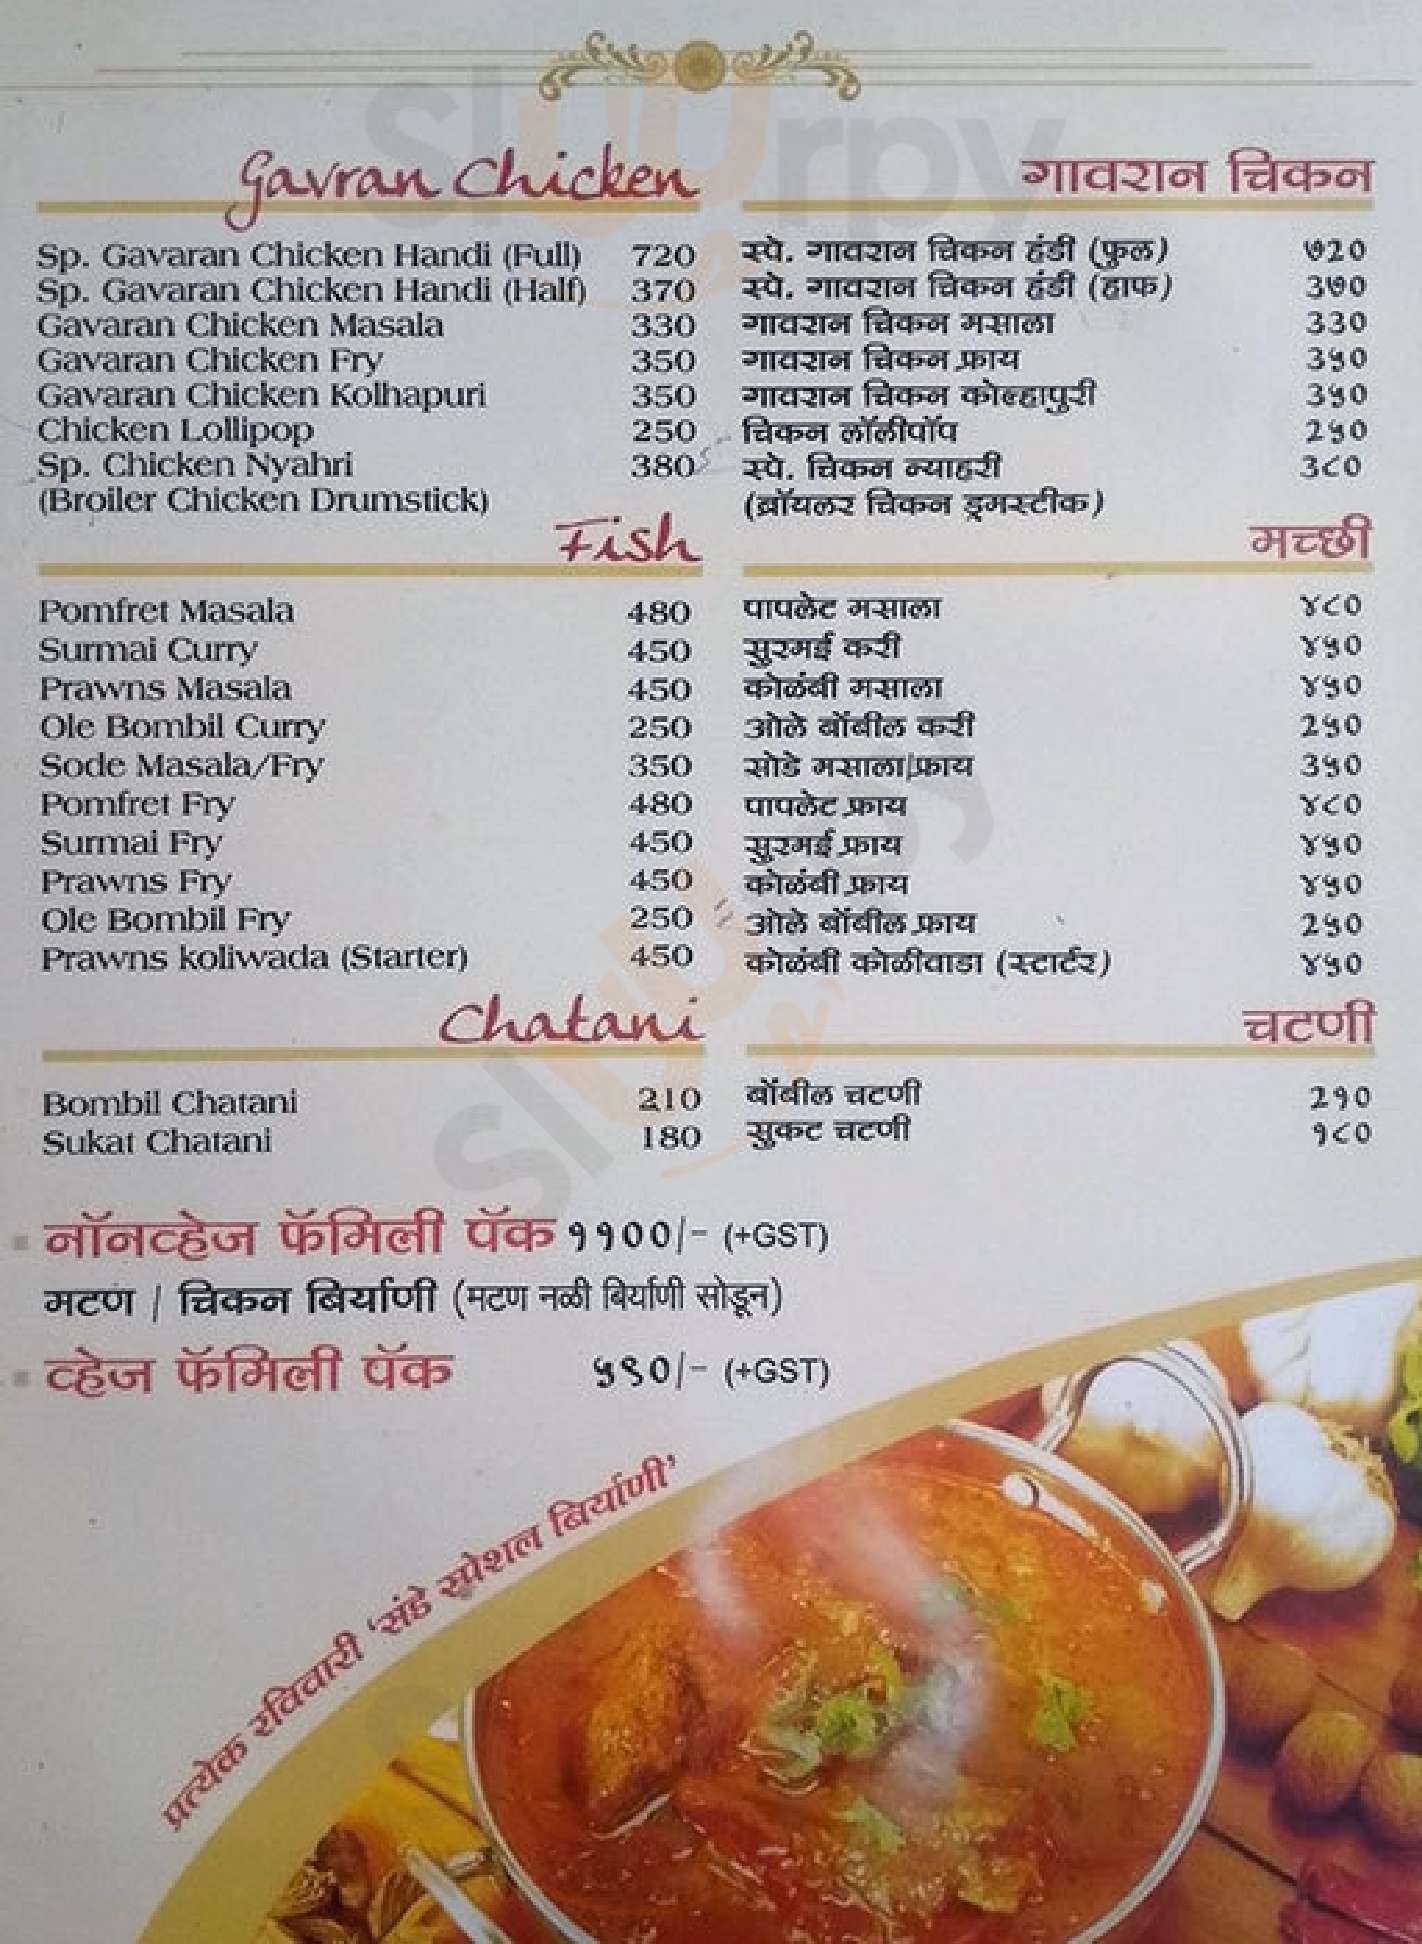 Gavran Chicken
Sp. Gavaran Chicken Handi (Full) 720
Sp. Gavaran Chicken Handi (Half) 370
Gavaran Chicken Masala 330
Gavaran Chicken Fry 350
Gavaran Chicken Kolhapuri 350
Chicken Lollipop 250
Sp. Chicken Nyahri 380
(Broiler Chicken Drumstick)
Fish
Pomfret Masala 480
Surmai Curry 450
Prawns Masala 450
Ole Bombil Curry 250
Sode Masala/Fry 350
Pomfret Fry 480
Surmai Fry 450
Prawns Fry 450
Ole Bombil Fry 250
Prawns koliwada (Starter) 450
Chatani
Bombil Chatani 210
Sukat Chatani 180
गावरान चिकन
स्पे. गावरान चिकन हंडी (फुल) ७२०
स्पे. गावरान चिकन हंडी (हाफ) ३७०
गावरान चिकन मसाला ३३०
गावरान चिकन फ्राय ३५०
गावरान चिकन कोल्हापुरी ३५०
चिकन लॉलीपॉप २५०
स्पे. चिकन न्याहरी ३८०
(ब्रॉयलर चिकन ड्रमस्टीक)
मच्छी
पापलेट मसाला ४८०
सुरमई करी ४५०
कोळंबी मसाला ४५०
ओले बोंबील करी २५०
सोडे मसाला/फ्राय ३५०
पापलेट फ्राय ४८०
सुरमई फ्राय ४५०
कोळंबी फ्राय ४५०
ओले बोंबील फ्राय २५०
कोळंबी कोळीवाडा (स्टार्टर) ४५०
चटणी
बोंबील चटणी २१०
सुकट चटणी १८०
नॉनव्हेज फॅमिली पॅक ११००/- (+GST)
मटण / चिकन बिर्याणी (मटण नळी बिर्याणी सोडून)
व्हेज फॅमिली पॅक ५९०/- (+GST)
प्रत्येक रविवारी 'संडे स्पेशल बिर्याणी'
slurpy
slurpy